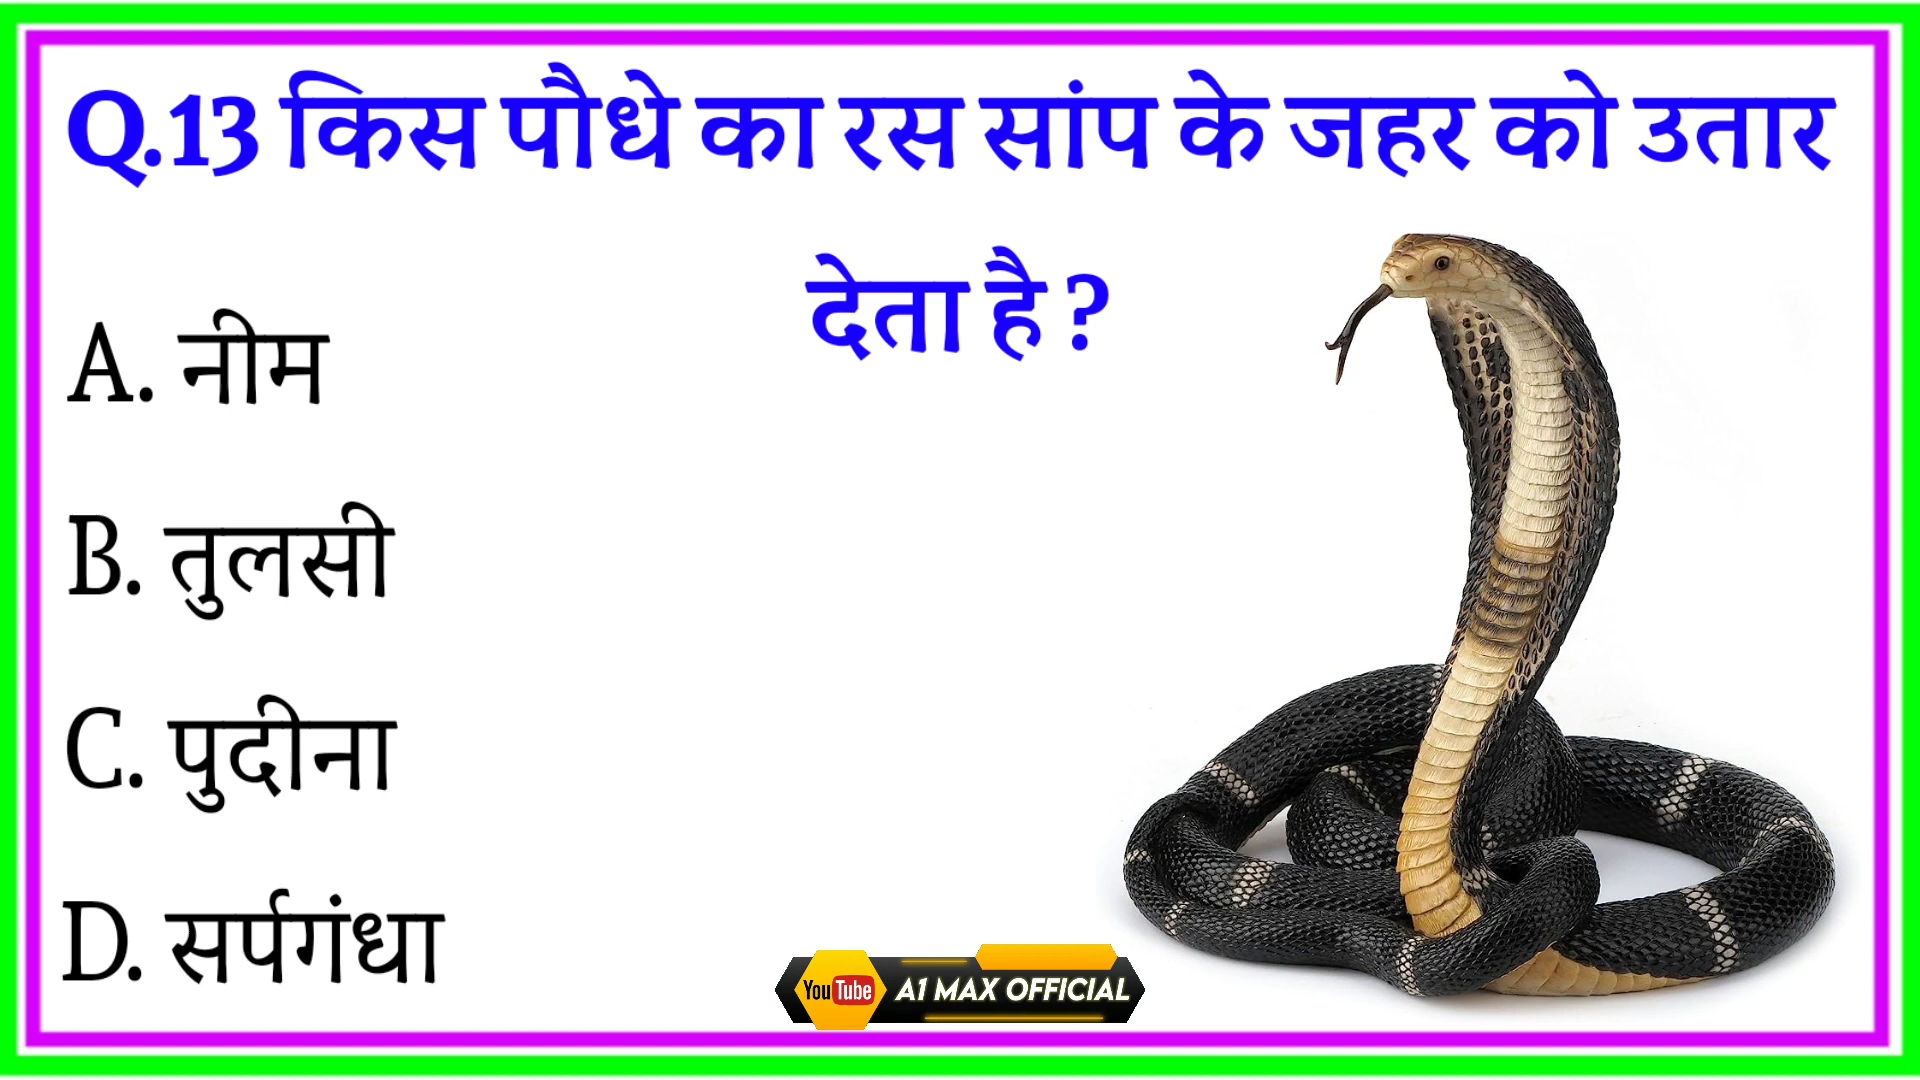 Q.13 किस पौधे का रस सांप के जहर को उतार
देता है ?
A. नीम
B. तुलसी
C. पुदीना
D. सर्पगंधा
YouTube A1 MAX OFFICIAL